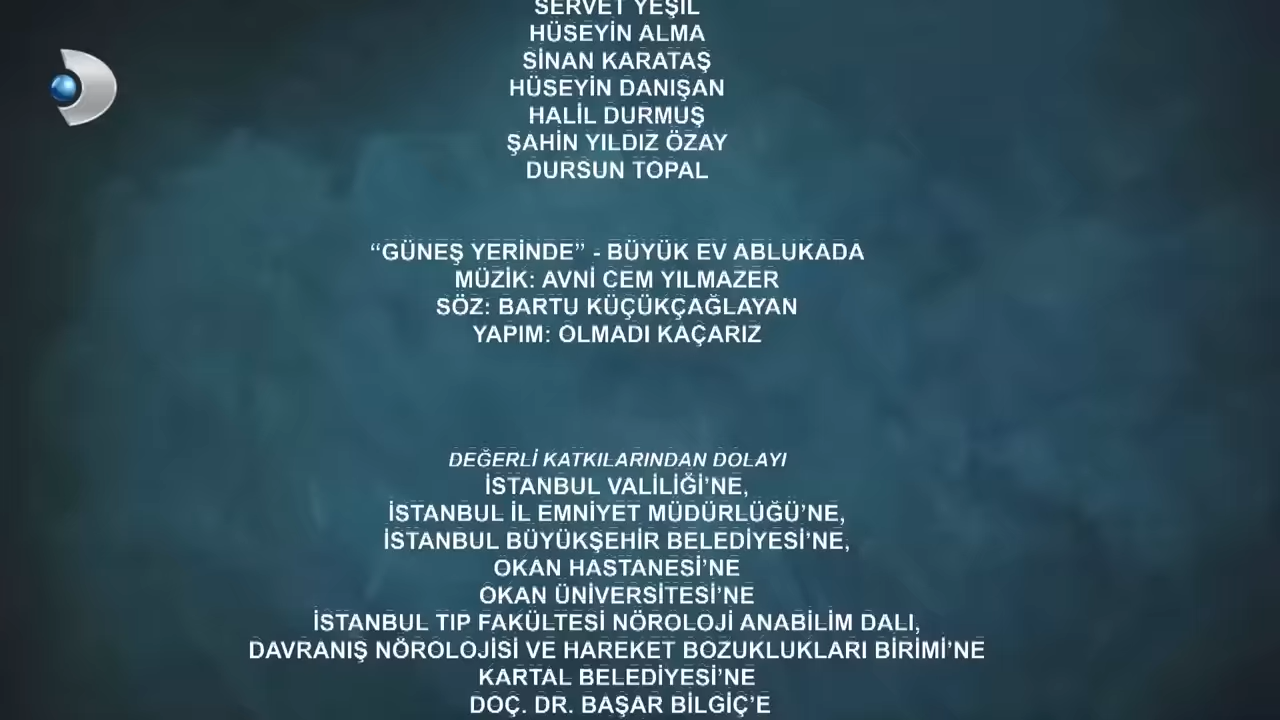 SERVET YEŞİL
HÜSEYİN ALMA
SİNAN KARATAŞ
HÜSEYİN DANIŞAN
HALİL DURMUŞ
ŞAHİN YILDIZ ÖZAY
DURSUN TOPAL
“GÜNEŞ YERİNDE” - BÜYÜK EV ABLUKADA
MÜZİK: AVNİ CEM YILMAZER
SÖZ: BARTU KÜÇÜKÇAĞLAYAN
YAPIM: OLMADI KAÇARIZ
DEĞERLİ KATKILARINDAN DOLAYI
İSTANBUL VALİLİĞİ’NE,
İSTANBUL İL EMNİYET MÜDÜRLÜĞÜ’NE,
İSTANBUL BÜYÜKŞEHİR BELEDİYESİ’NE,
OKAN HASTANESİ’NE
OKAN ÜNİVERSİTESİ’NE
İSTANBUL TIP FAKÜLTESİ NÖROLOJİ ANABİLİM DALI,
DAVRANIŞ NÖROLOJİSİ VE HAREKET BOZUKLUKLARI BİRİMİ’NE
KARTAL BELEDİYESİ’NE
DOÇ. DR. BAŞAR BİLGİÇ’E